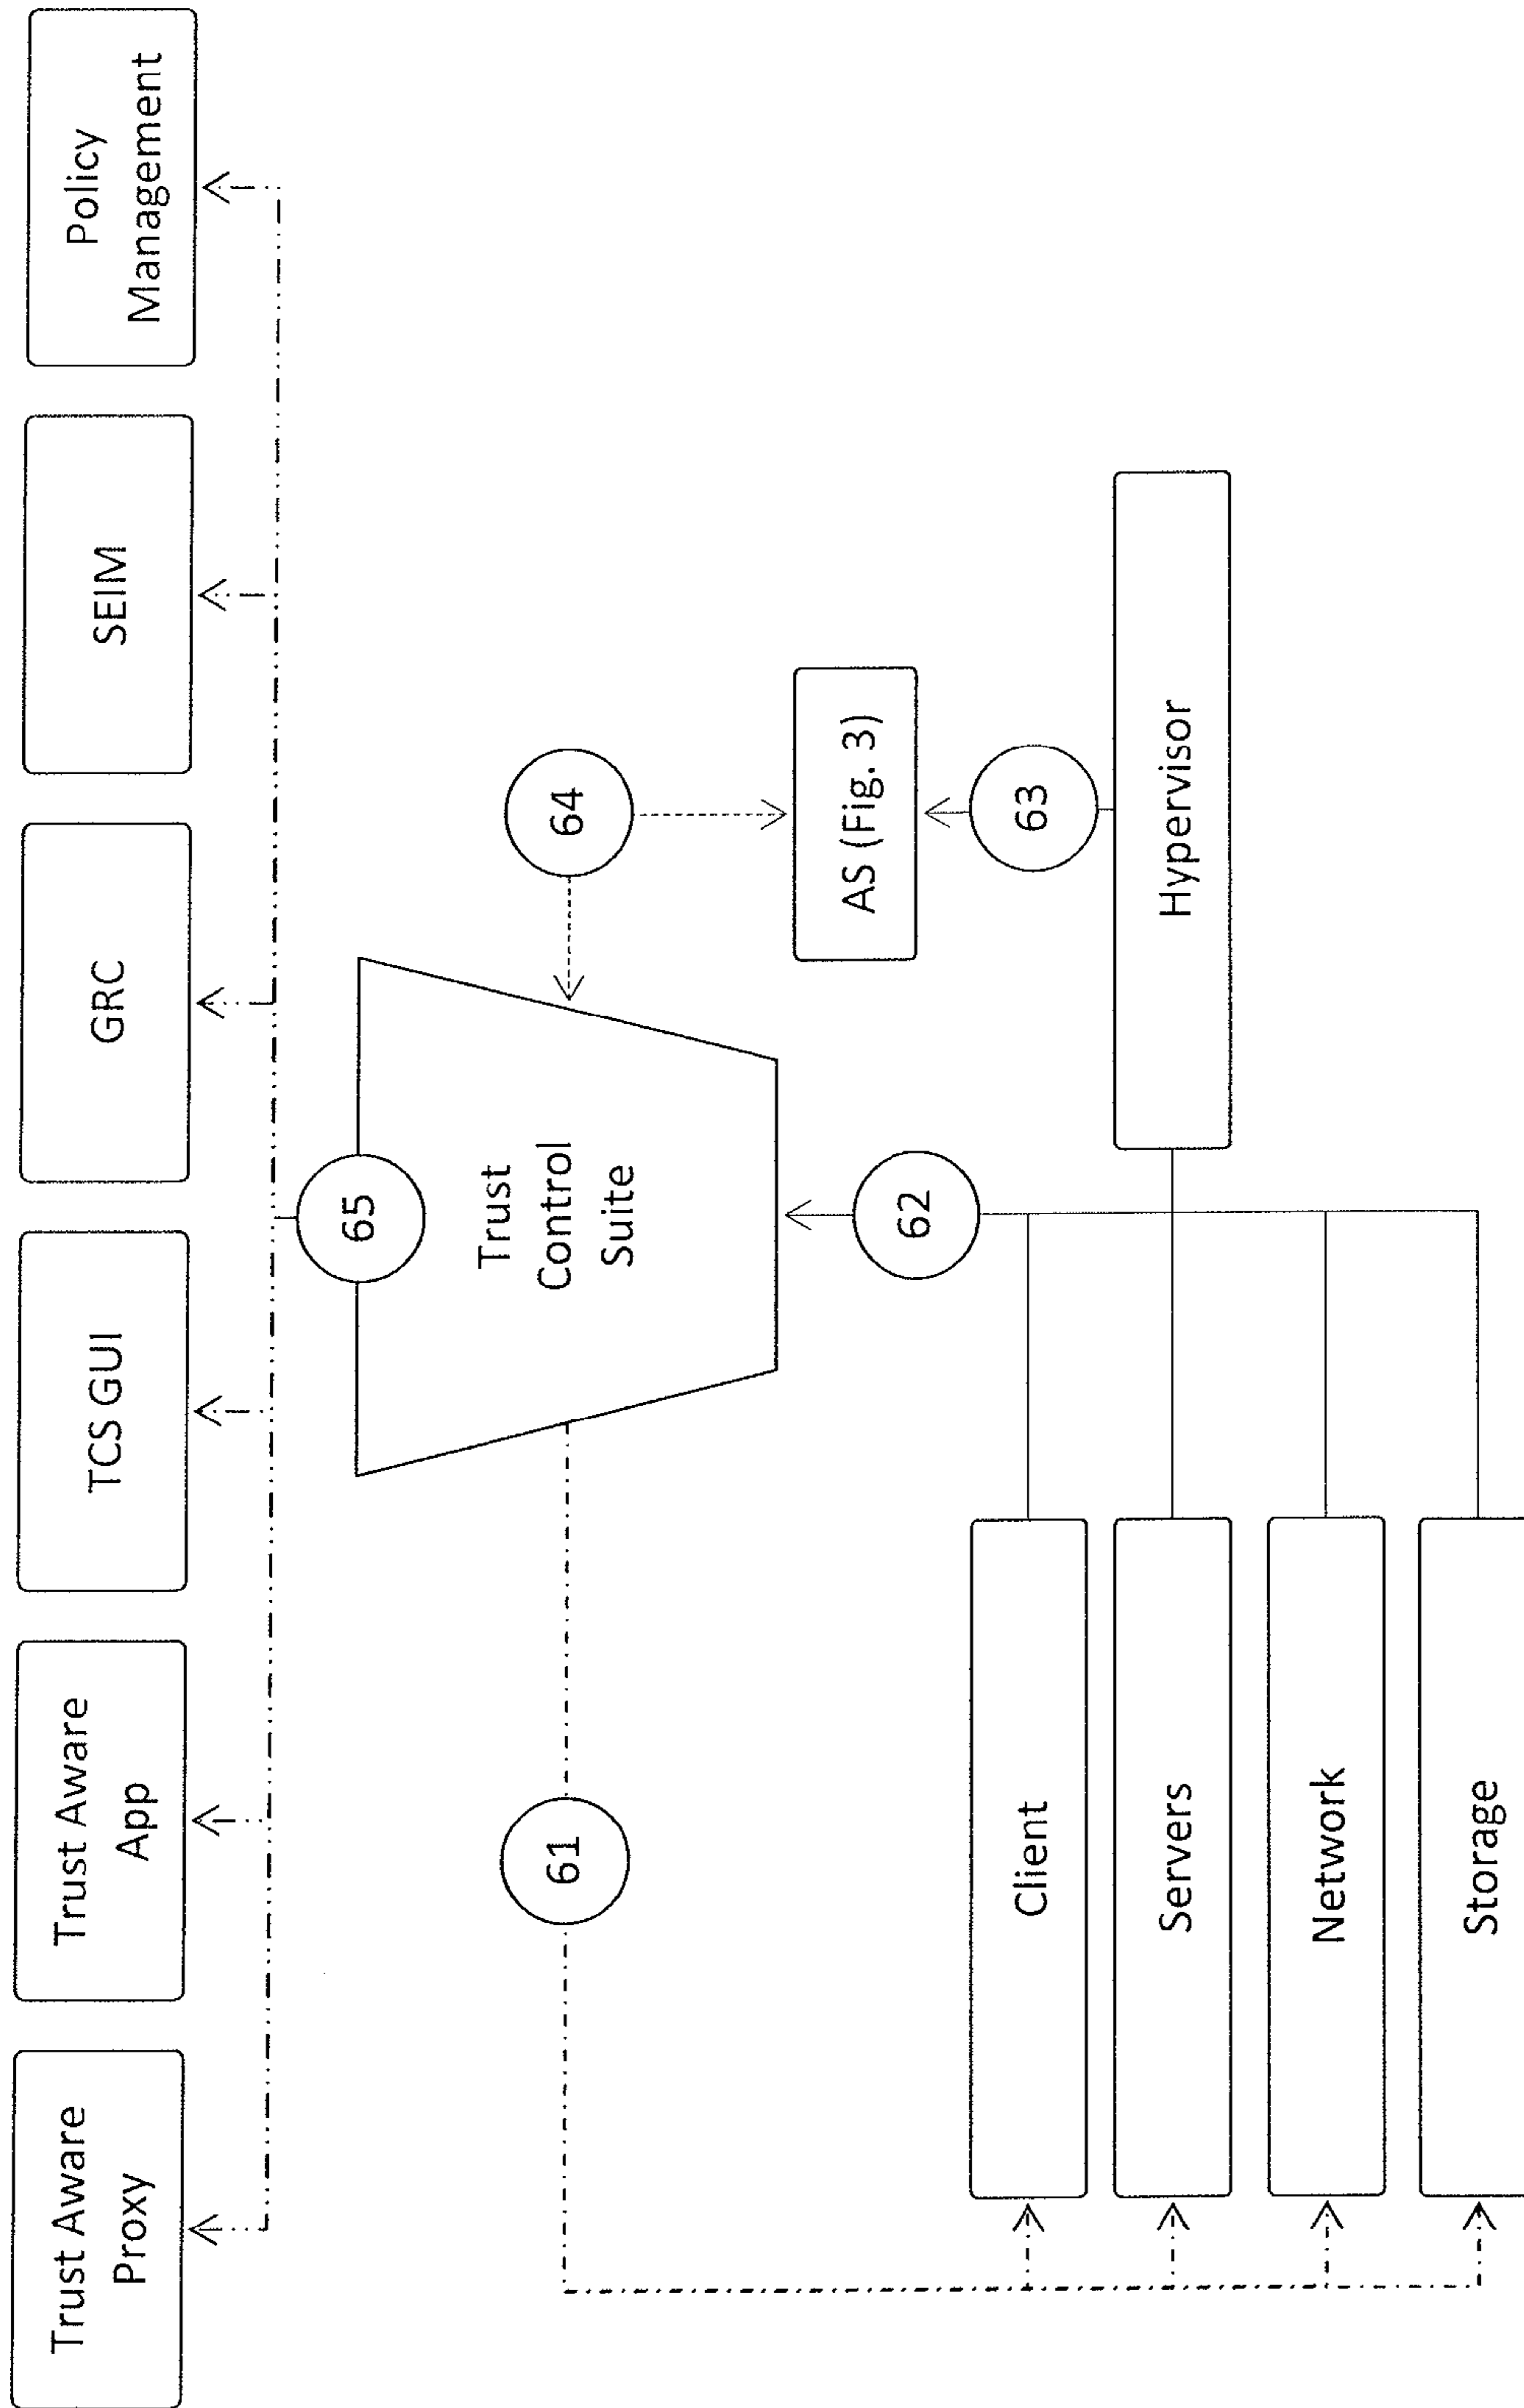 Trust Aware
Proxy
Trust Aware
App
TCS GUI
GRC
SEIM
Policy
Management
65
Trust
Control
Suite
61
64
62
AS (Fig. 3)
63
Client
Servers
Hypervisor
Network
Storage